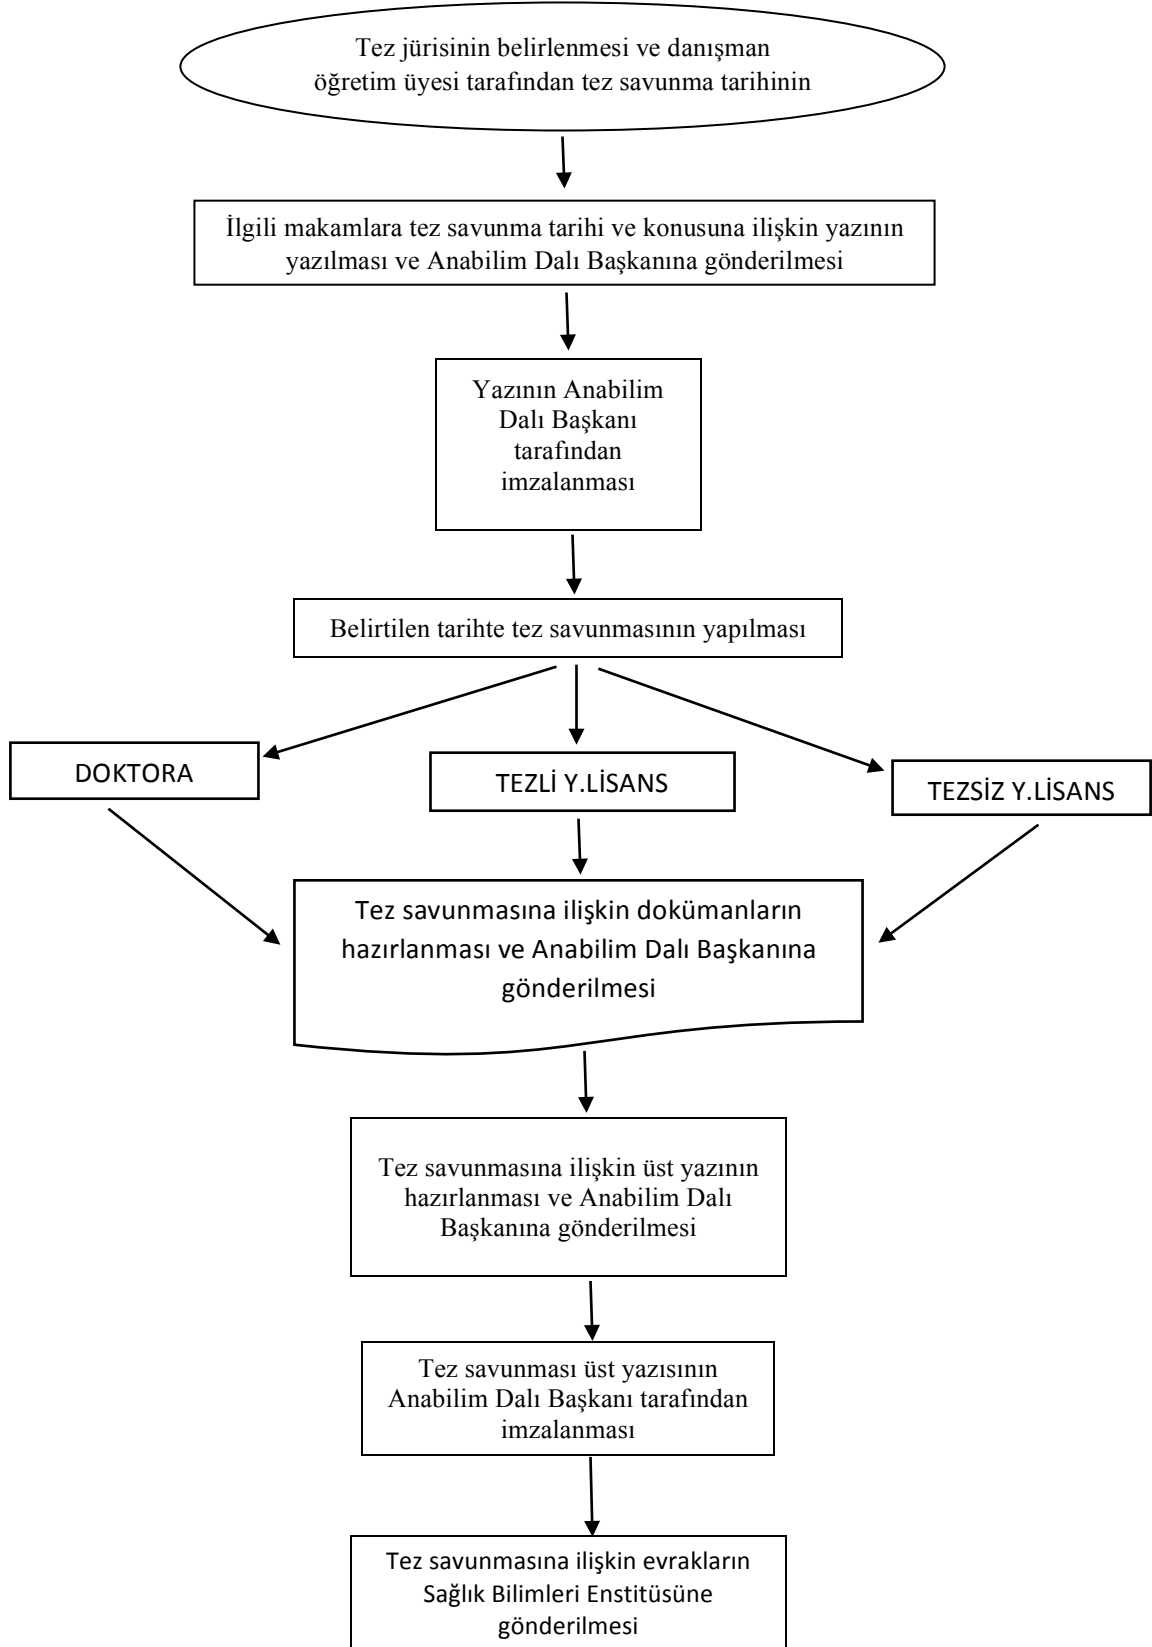 Tez jürisinin belirlenmesi ve danışman
öğretim üyesi tarafından tez savunma tarihinin
İlgili makamlara tez savunma tarihi ve konusuna ilişkin yazının
yazılması ve Anabilim Dalı Başkanına gönderilmesi
Yazının Anabilim
Dalı Başkanı
tarafından
imzalanması
Belirtilen tarihte tez savunmasının yapılması
DOKTORA
TEZLİ Y.LİSANS
TEZSİZ Y.LİSANS
Tez savunmasına ilişkin dokümanların
hazırlanması ve Anabilim Dalı Başkanına
gönderilmesi
Tez savunmasına ilişkin üst yazının
hazırlanması ve Anabilim Dalı
Başkanına gönderilmesi
Tez savunması üst yazısının
Anabilim Dalı Başkanı tarafından
imzalanması
Tez savunmasına ilişkin evrakların
Sağlık Bilimleri Enstitüsüne
gönderilmesi